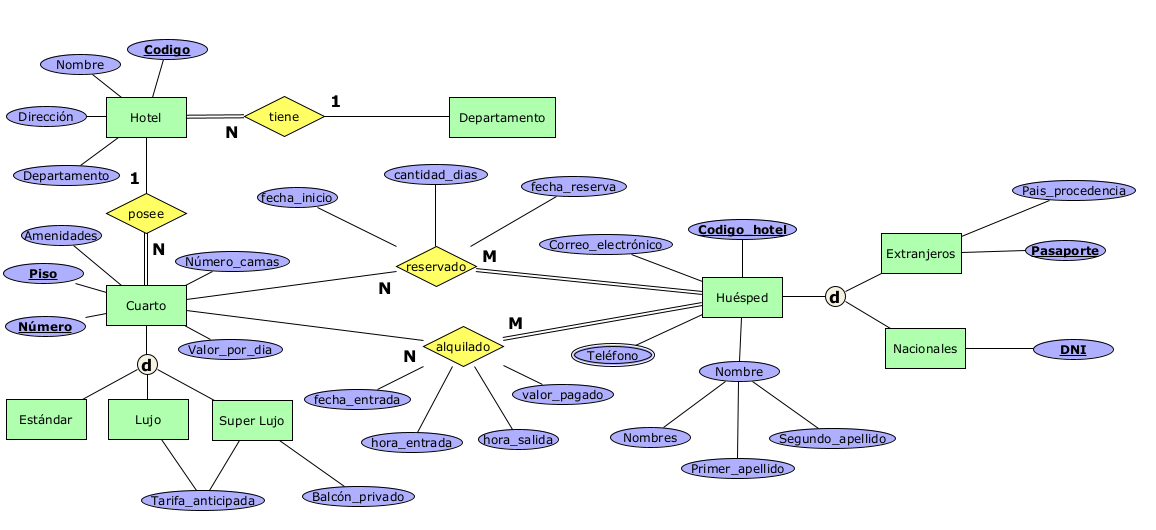 Codigo
Nombre
Dirección
Hotel
Departamento
tiene
1
N
Departamento
1
posee
N
cantidad_dias
fecha_inicio
fecha_reserva
reservado
M
N
Pais_procedencia
Extranjeros
Pasaporte
Codigo_hotel
Correo_electrónico
Huésped
d
Amenidades
Piso
Número_camas
Cuarto
Número
Valor_por_dia
d
alquilado
M
N
Teléfono
Nacionales
DNI
Nombre
fecha_entrada
valor_pagado
hora_entrada
hora_salida
Nombres
Segundo_apellido
Primer_apellido
Estándar
Lujo
Super Lujo
Tarifa_anticipada
Balcón_privado